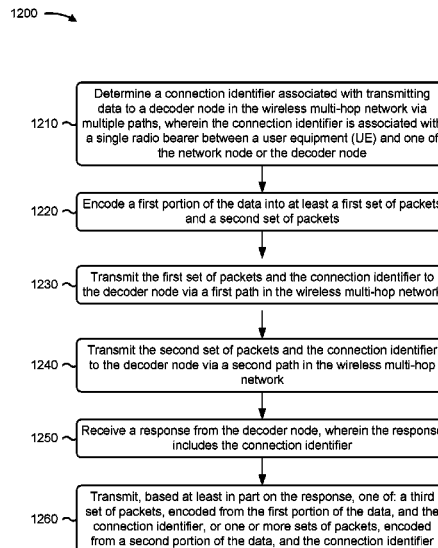 1200
1210
Determine a connection identifier associated with transmitting
data to a decoder node in the wireless multi-hop network via
multiple paths, wherein the connection identifier is associated with
a single radio bearer between a user equipment (UE) and one of
the network node or the decoder node
1220
Encode a first portion of the data into at least a first set of packets
and a second set of packets
1230
Transmit the first set of packets and the connection identifier to
the decoder node via a first path in the wireless multi-hop network
1240
Transmit the second set of packets and the connection identifier
to the decoder node via a second path in the wireless multi-hop
network
1250
Receive a response from the decoder node, wherein the response
includes the connection identifier
1260
Transmit, based at least in part on the response, one of: a third
set of packets, encoded from the first portion of the data, and the
connection identifier, or one or more sets of packets, encoded
from a second portion of the data, and the connection identifier